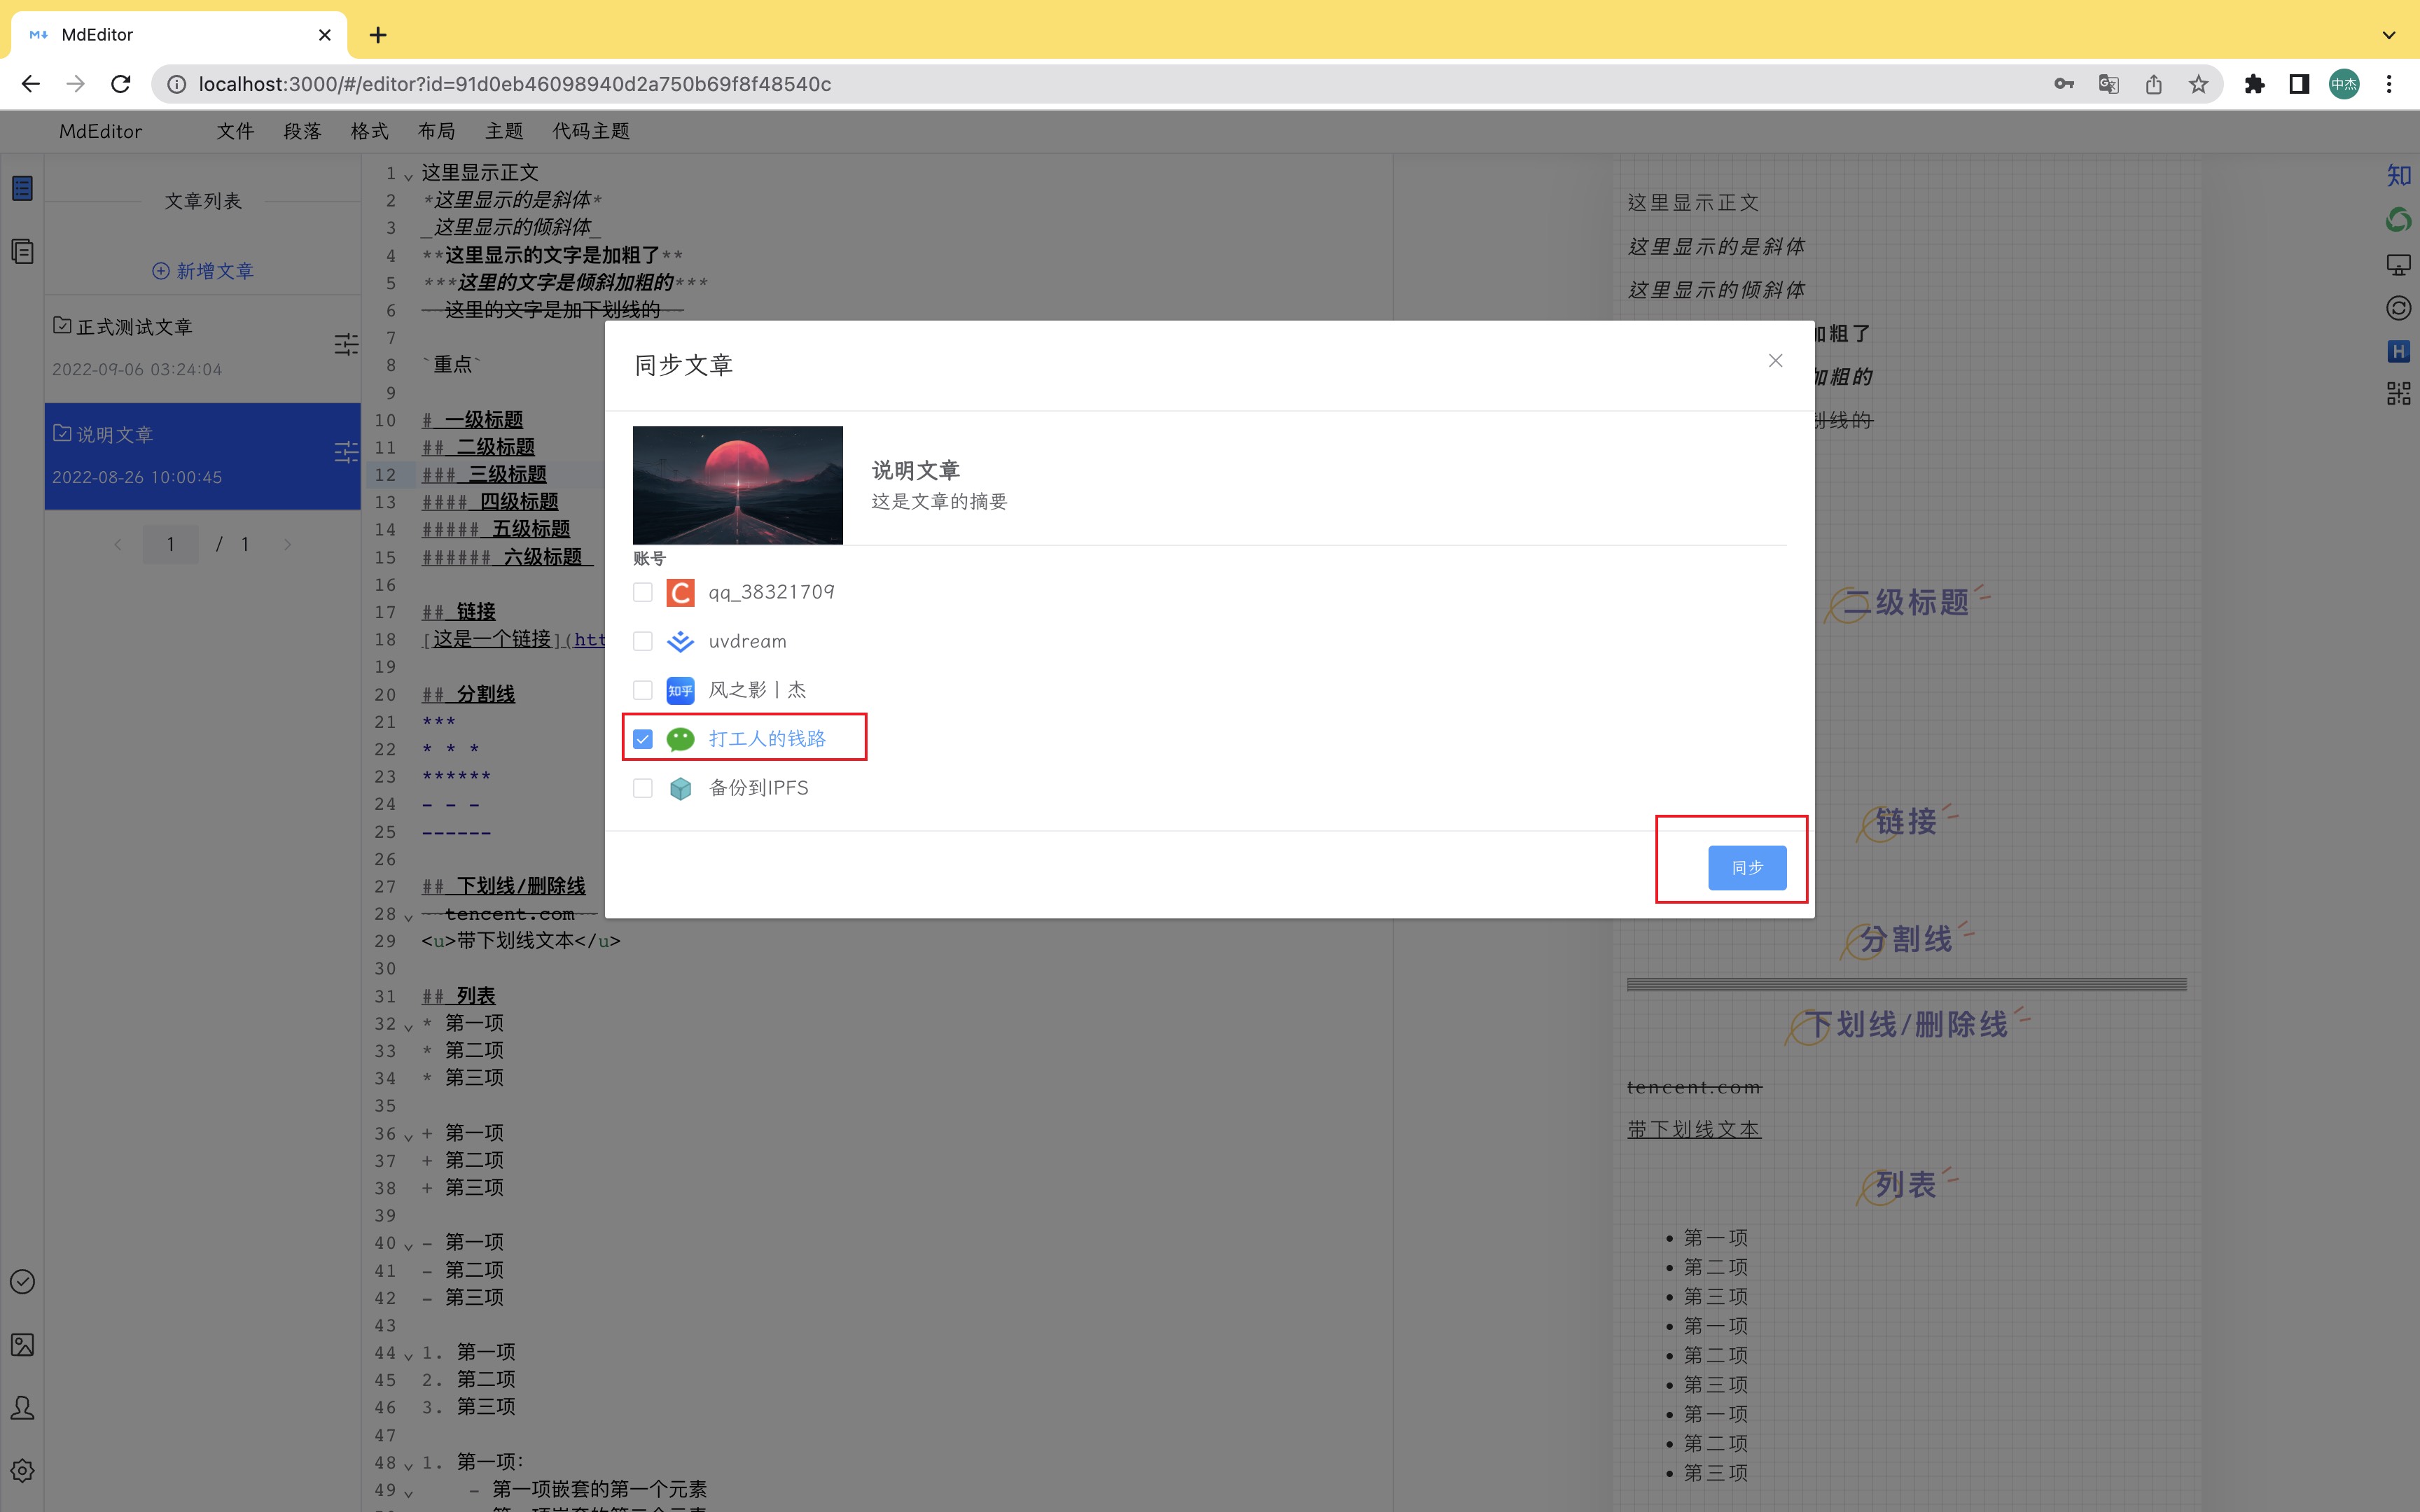 MdEditor
localhost:3000/#/editor?id=91d0eb46098940d2a750b69f8f48540c
中杰
MdEditor 文件 段落 格式 布局 主题 代码主题
文章列表
新增文章
正式测试文章
2022-09-06 03:24:04
说明文章
2022-08-26 10:00:45
1 / 1
1 这里显示正文
2 *这里显示的是斜体*
3 _这里显示的倾斜体_
4 **这里显示的文字是加粗了**
5 ***这里的文字是倾斜加粗的***
6 ~~这里的文字是加下划线的~~
7
8 `重点`
9
10 # 一级标题
11 ## 二级标题
12 ### 三级标题
13 #### 四级标题
14 ##### 五级标题
15 ###### 六级标题
16
17 ## 链接
18 [这是一个链接](htt
19
20 ## 分割线
21 ***
22 * * *
23 ******
24 - - -
25 ------
26
27 ## 下划线/删除线
28 ~~tencent.com~~
29 <u>带下划线文本</u>
30
31 ## 列表
32 * 第一项
33 * 第二项
34 * 第三项
35
36 + 第一项
37 + 第二项
38 + 第三项
39
40 - 第一项
41 - 第二项
42 - 第三项
43
44 1. 第一项
45 2. 第二项
46 3. 第三项
47
48 1. 第一项：
49 - 第一项嵌套的第一个元素
同步文章
说明文章
这是文章的摘要
账号
C qq_38321709
uvdream
知乎 风之影丨杰
打工人的钱路
备份到IPFS
同步
这里显示正文
这里显示的是斜体
这里显示的倾斜体
加粗了
加粗的
划线的
二级标题
链接
分割线
下划线/删除线
tencent.com
带下划线文本
列表
• 第一项
• 第二项
• 第三项
• 第一项
• 第二项
• 第三项
• 第一项
• 第二项
• 第三项
知
H